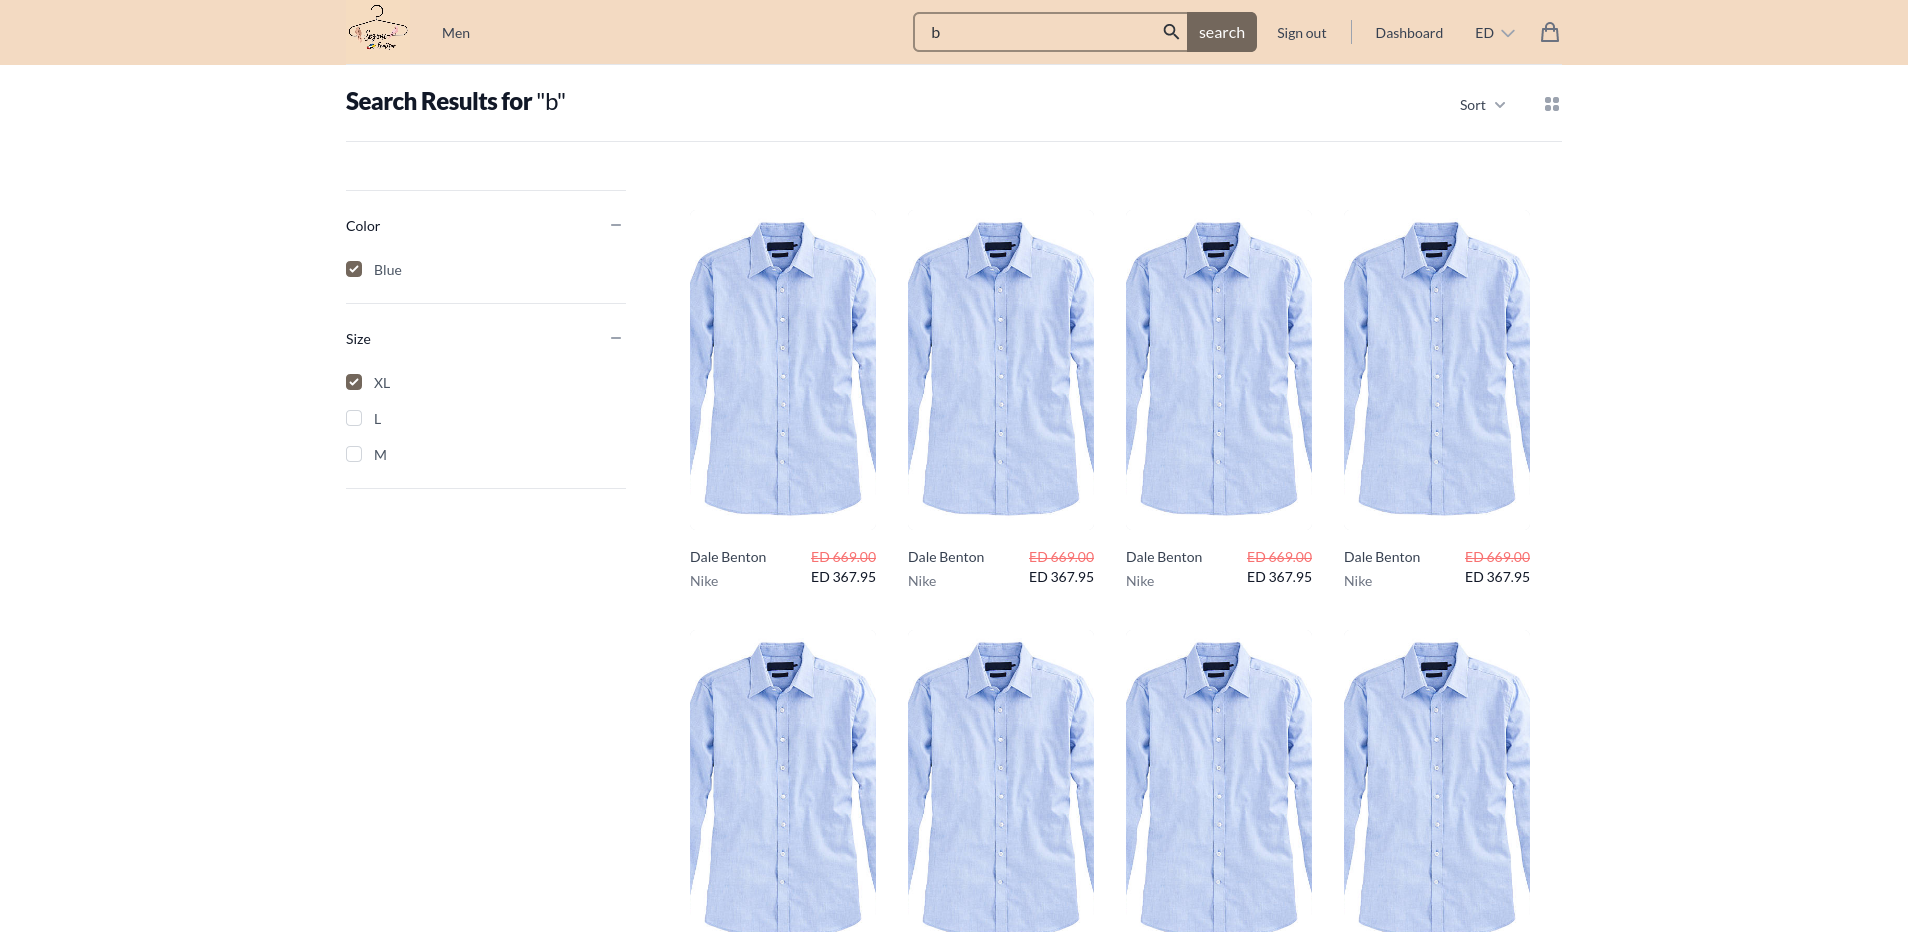 Men
b
search
Sign out
Dashboard
ED
Search Results for "b"
Sort
Color
Blue
Size
XL
L
M
Dale Benton ED 669.00
Nike ED 367.95
Dale Benton ED 669.00
Nike ED 367.95
Dale Benton ED 669.00
Nike ED 367.95
Dale Benton ED 669.00
Nike ED 367.95